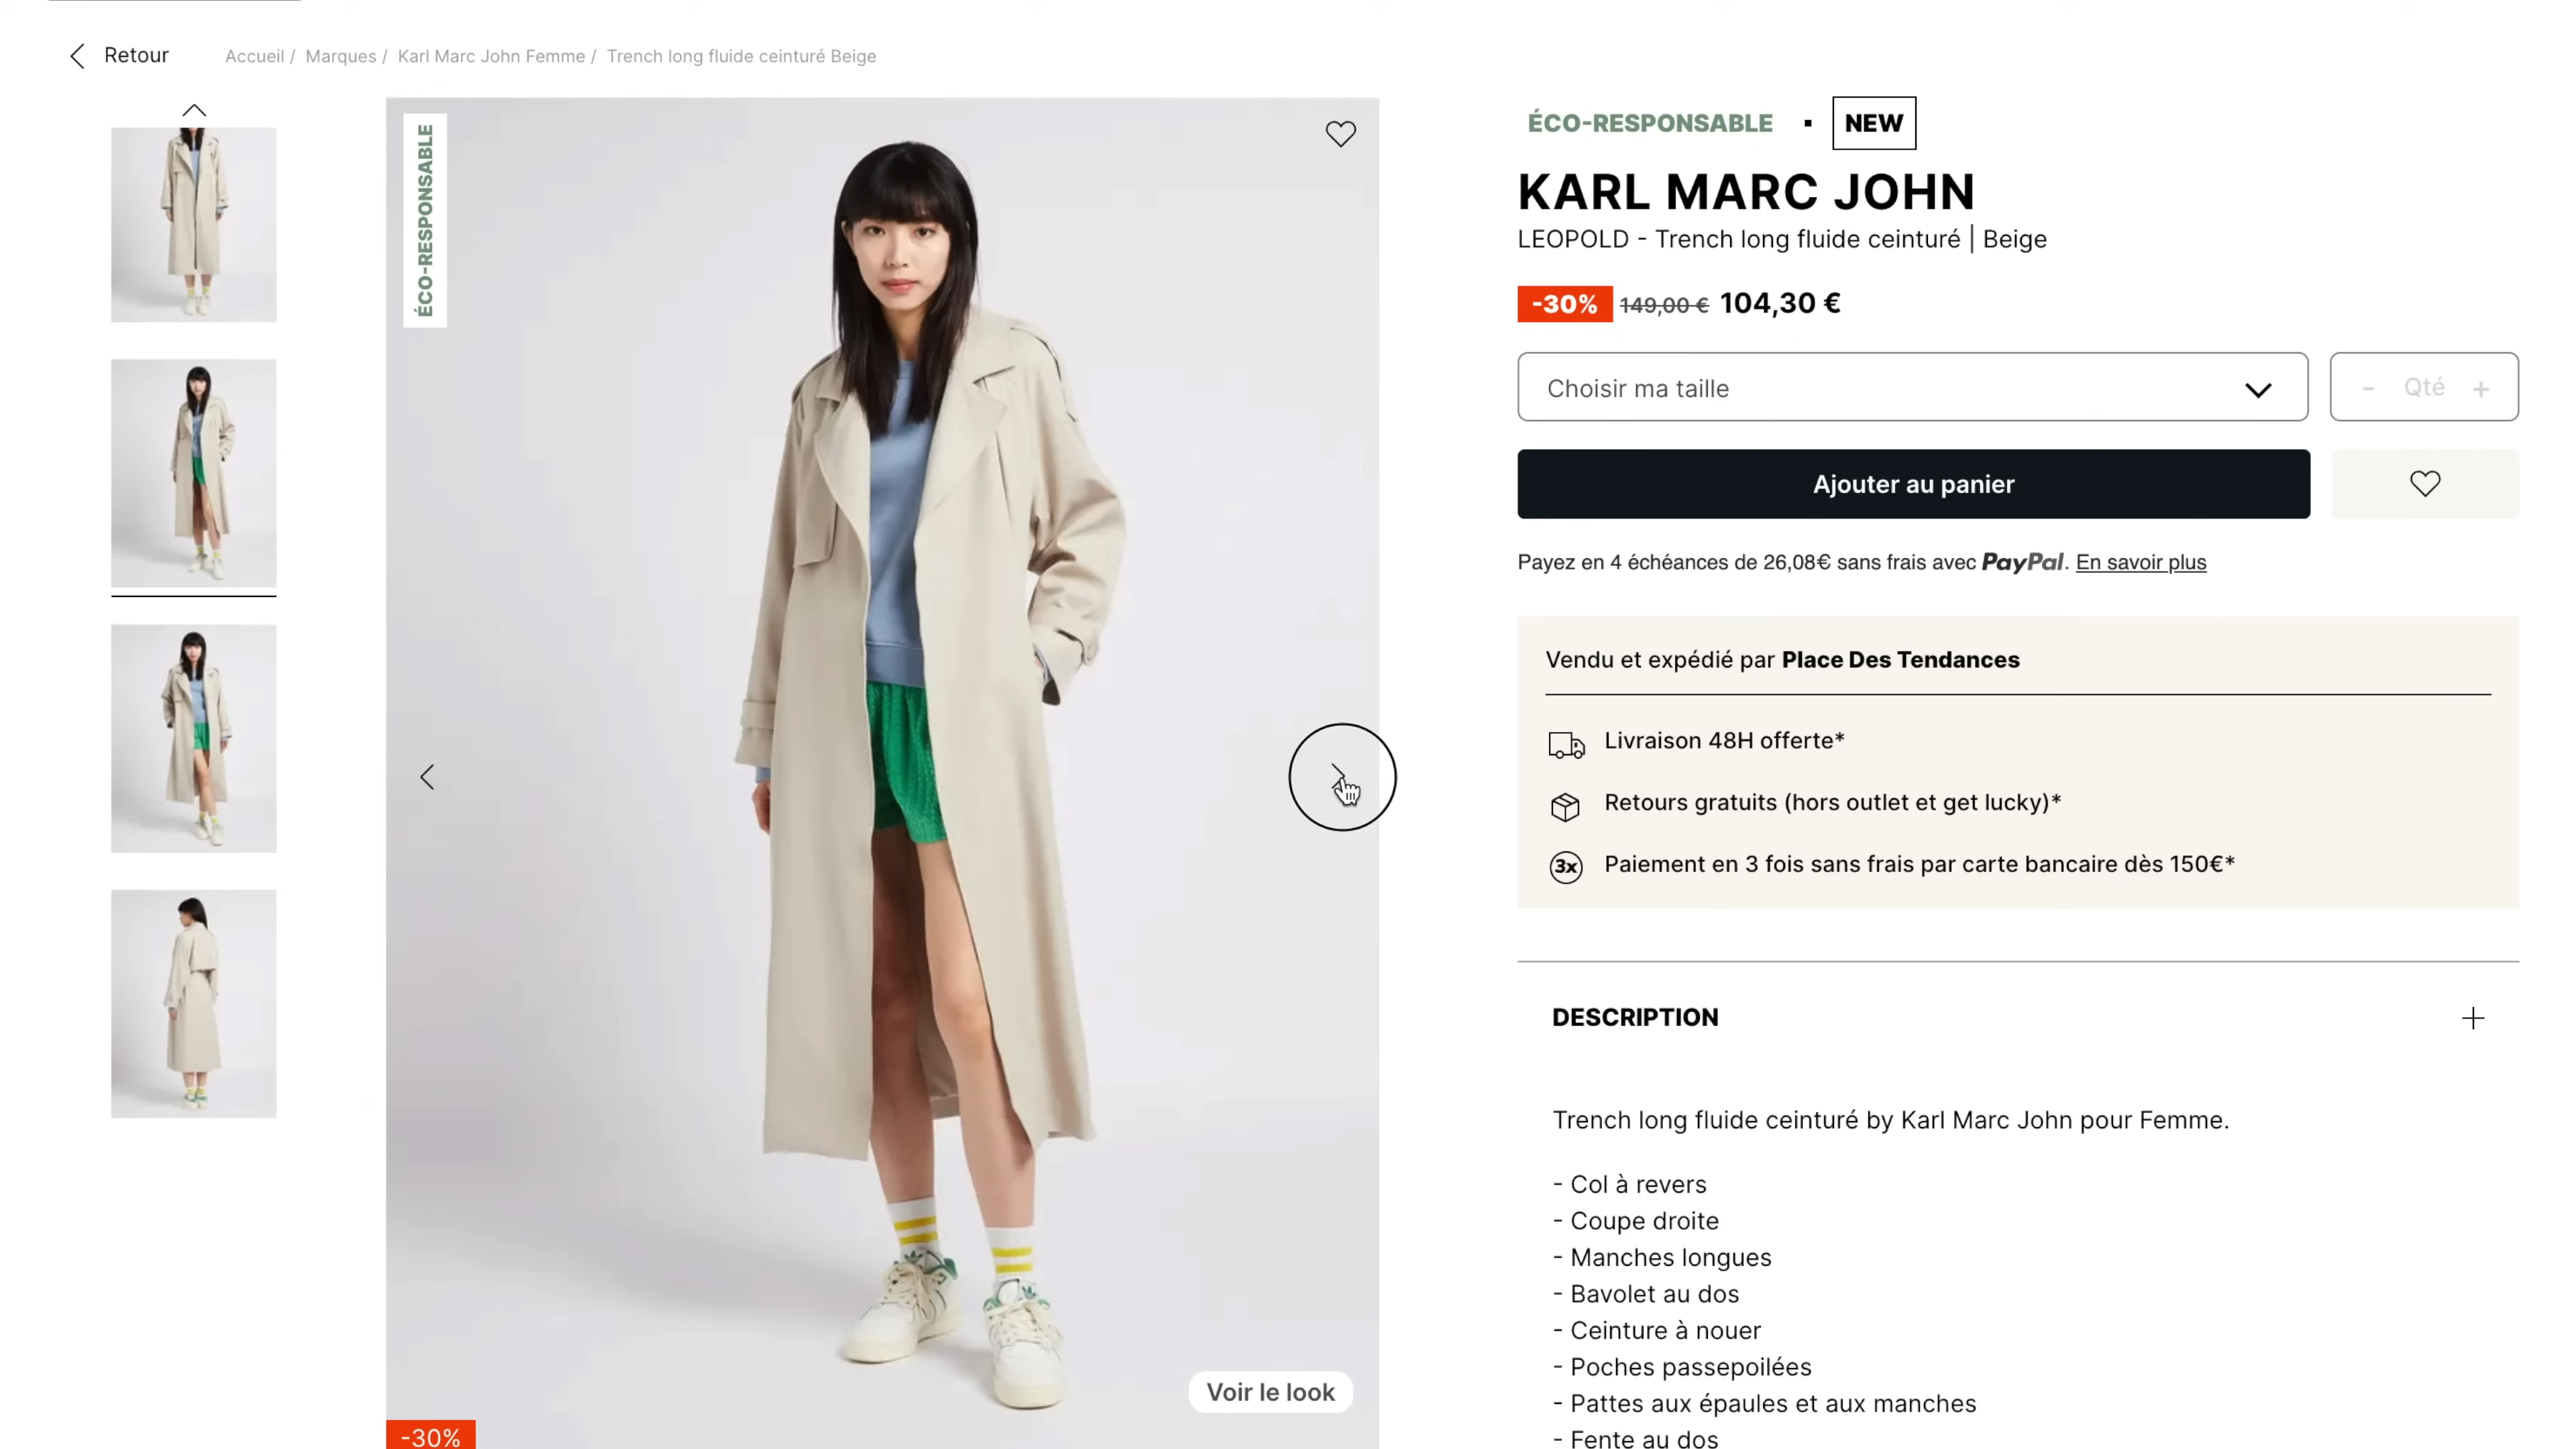 Retour
Accueil / Marques / Karl Marc John Femme / Trench long fluide ceinturé Beige
ÉCO-RESPONSABLE
ÉCO-RESPONSABLE ▪ NEW
KARL MARC JOHN
LEOPOLD - Trench long fluide ceinturé | Beige
-30% 149,00 € 104,30 €
Choisir ma taille
- Qté +
Ajouter au panier
Payez en 4 échéances de 26,08€ sans frais avec PayPal. En savoir plus
Vendu et expédié par Place Des Tendances
Livraison 48H offerte*
Retours gratuits (hors outlet et get lucky)*
3x Paiement en 3 fois sans frais par carte bancaire dès 150€*
DESCRIPTION +
Trench long fluide ceinturé by Karl Marc John pour Femme.
- Col à revers
- Coupe droite
- Manches longues
- Bavolet au dos
- Ceinture à nouer
- Poches passepoilées
- Pattes aux épaules et aux manches
- Fente au dos
Voir le look
-30%